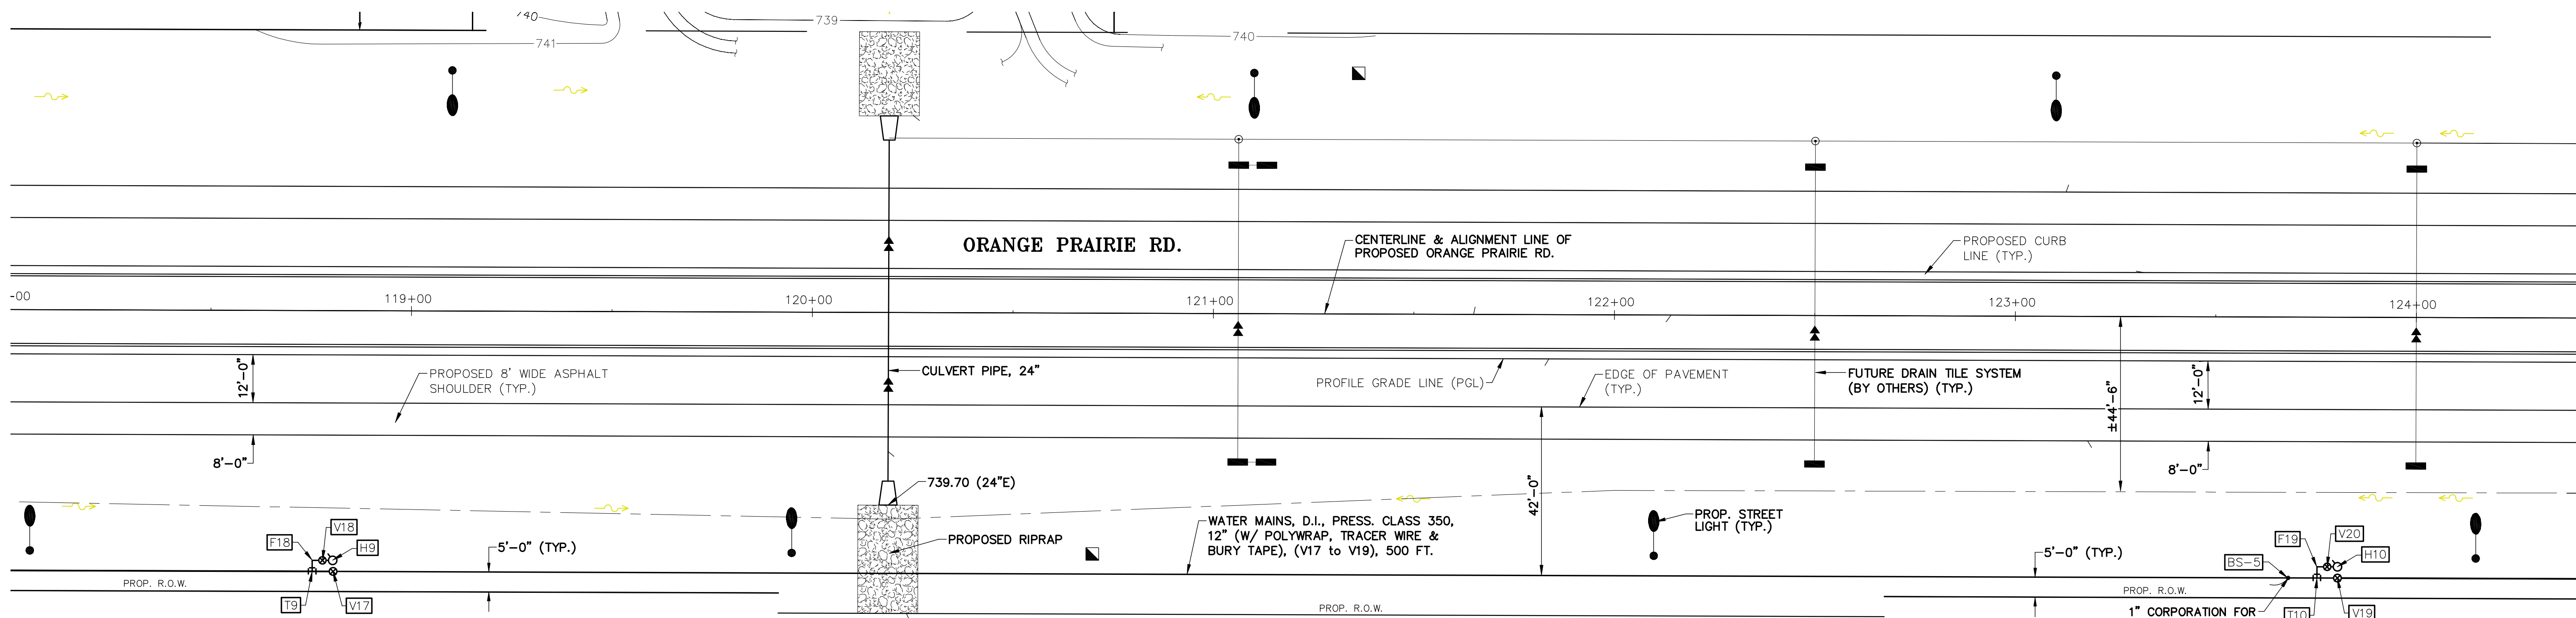 740
741
739
740
ORANGE PRAIRIE RD.
CENTERLINE & ALIGNMENT LINE OF
PROPOSED ORANGE PRAIRIE RD.
PROPOSED CURB
LINE (TYP.)
-00
119+00
120+00
121+00
122+00
123+00
124+00
12'-0"
PROPOSED 8' WIDE ASPHALT
SHOULDER (TYP.)
CULVERT PIPE, 24"
PROFILE GRADE LINE (PGL)
EDGE OF PAVEMENT
(TYP.)
FUTURE DRAIN TILE SYSTEM
(BY OTHERS) (TYP.)
±44'-6"
12'-0"
8'-0"
8'-0"
739.70 (24"E)
42'-0"
PROPOSED RIPRAP
WATER MAINS, D.I., PRESS. CLASS 350,
12" (W/ POLYWRAP, TRACER WIRE &
BURY TAPE), (V17 to V19), 500 FT.
PROP. STREET
LIGHT (TYP.)
F18
V18
H9
5'-0" (TYP.)
5'-0" (TYP.)
F19
V20
H10
BS-5
PROP. R.O.W.
T9
V17
PROP. R.O.W.
PROP. R.O.W.
1" CORPORATION FOR
T10
V19